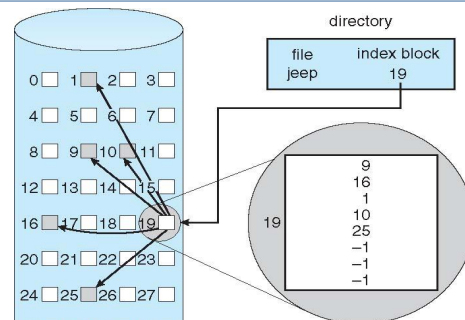 directory
file index block
jeep 19
0 1 2 3
4 5 6 7
8 9 10 11
12 13 14 15
16 17 18 19
20 21 22 23
24 25 26 27
19
9
16
1
10
25
–1
–1
–1